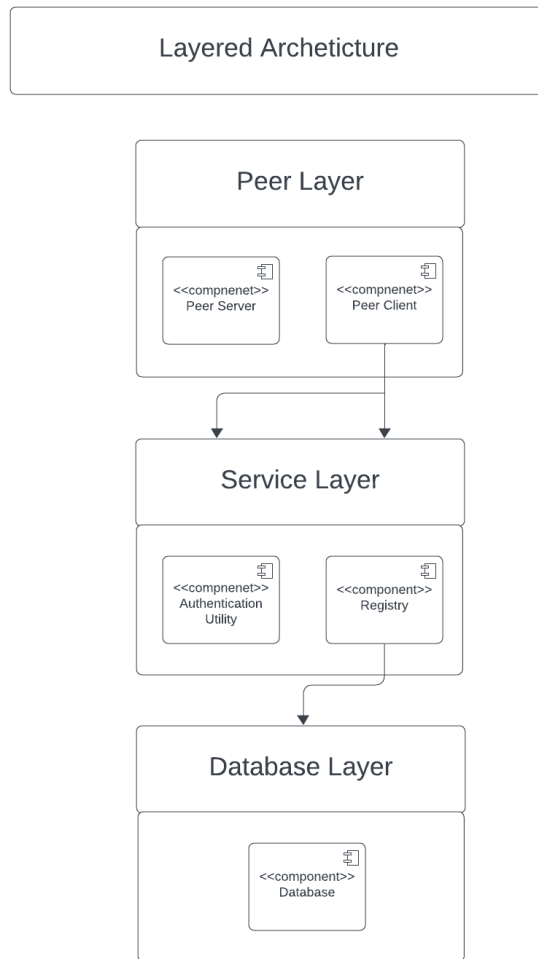 Layered Archeticture
Peer Layer
<<compnenet>>
Peer Server
<<compnenet>>
Peer Client
Service Layer
<<compnenet>>
Authentication
Utility
<<component>>
Registry
Database Layer
<<component>>
Database